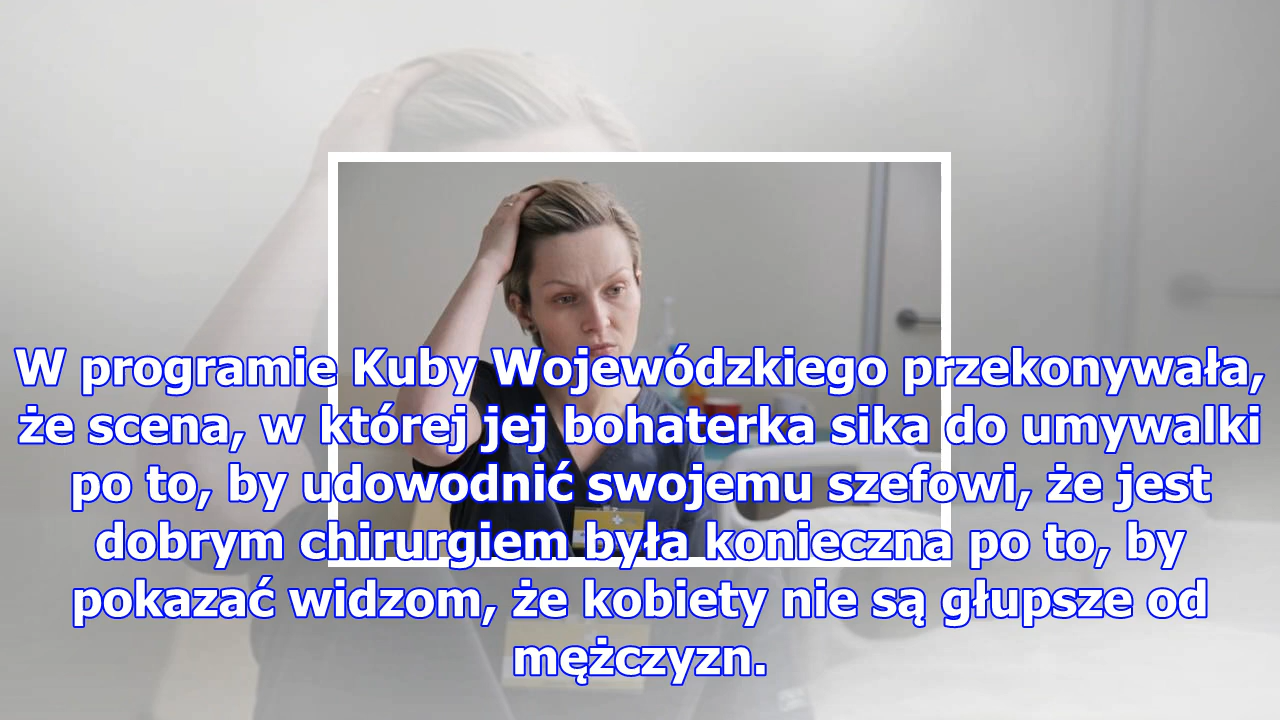 W programie Kuby Wojewódzkiego przekonywała,
że scena, w której jej bohaterka sika do umywalki
po to, by udowodnić swojemu szefowi, że jest
dobrym chirurgiem była konieczna po to, by
pokazać widzom, że kobiety nie są głupsze od
mężczyzn.